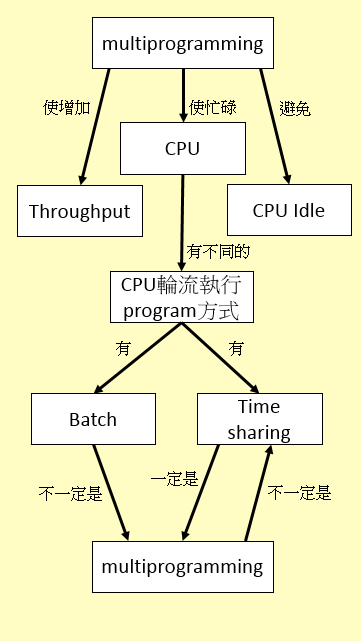 multiprogramming
使增加
使忙碌
避免
CPU
Throughput
CPU Idle
有不同的
CPU輪流執行
program方式
有
有
Batch
Time
sharing
不一定是
一定是
不一定是
multiprogramming